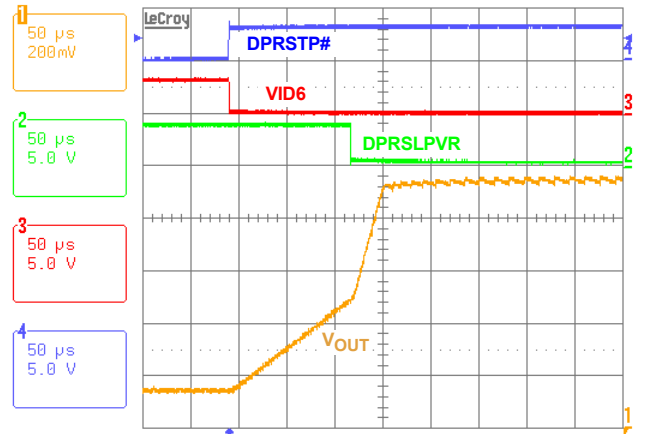 1
50 µs
200mV
2
50 µs
5.0 V
3
50 µs
5.0 V
4
50 µs
5.0 V
LeCroy
DPRSTP#
4
VID6
3
DPRSLPVR
2
VOUT
1